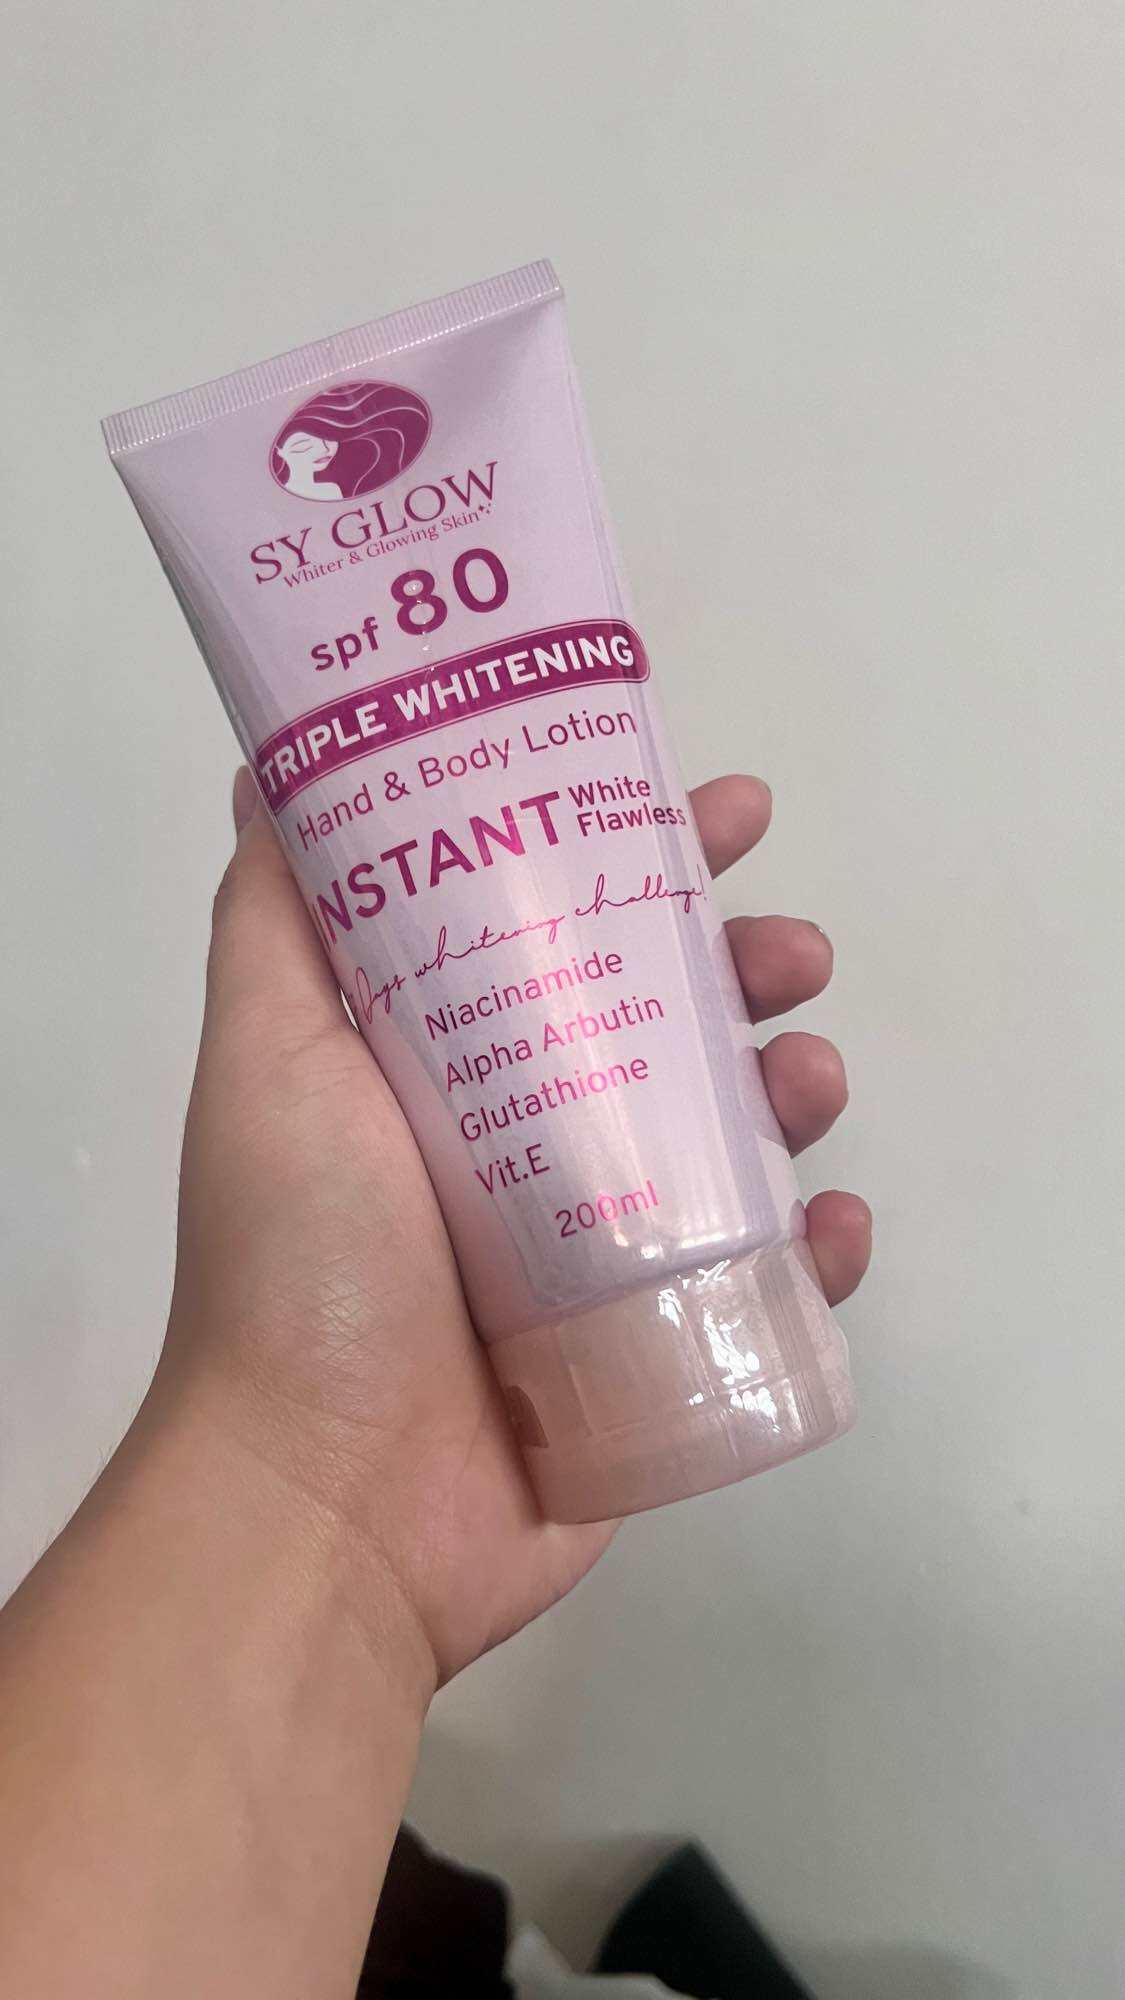 SY GLOW
Whiter & Glowing Skin
spf 80
TRIPLE WHITENING
Hand & Body Lotion
INSTANT White
Flawless
Days whitening challenge!
Niacinamide
Alpha Arbutin
Glutathione
Vit.E
200ml